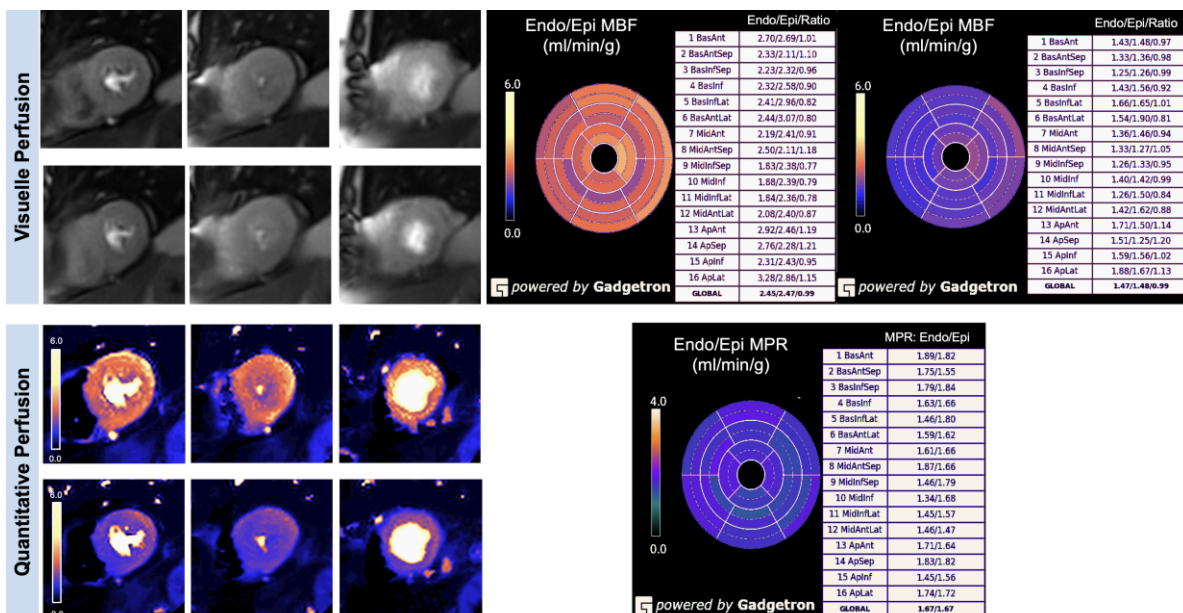 Visuelle Perfusion
Endo/Epi MBF
(ml/min/g)
6.0
0.0
Endo/Epi/Ratio
1 BasAnt 2.70/2.69/1.01
2 BasAntSep 2.33/2.11/1.10
3 BasInfSep 2.23/2.32/0.96
4 BasInf 2.32/2.58/0.90
5 BasInfLat 2.41/2.96/0.82
6 BasAntLat 2.44/3.07/0.80
7 MidAnt 2.19/2.41/0.91
8 MidAntSep 2.50/2.11/1.18
9 MidInfSep 1.83/2.38/0.77
10 MidInf 1.88/2.39/0.79
11 MidInfLat 1.84/2.36/0.78
12 MidAntLat 2.08/2.40/0.87
13 ApAnt 2.92/2.46/1.19
14 ApSep 2.76/2.28/1.21
15 ApInf 2.31/2.43/0.95
16 ApLat 3.28/2.86/1.15
GLOBAL 2.45/2.47/0.99
powered by Gadgetron
Endo/Epi MBF
(ml/min/g)
6.0
0.0
Endo/Epi/Ratio
1 BasAnt 1.43/1.48/0.97
2 BasAntSep 1.33/1.36/0.98
3 BasInfSep 1.25/1.26/0.99
4 BasInf 1.43/1.56/0.92
5 BasInfLat 1.66/1.65/1.01
6 BasAntLat 1.54/1.90/0.81
7 MidAnt 1.36/1.46/0.94
8 MidAntSep 1.33/1.27/1.05
9 MidInfSep 1.26/1.33/0.95
10 MidInf 1.40/1.42/0.99
11 MidInfLat 1.26/1.50/0.84
12 MidAntLat 1.42/1.62/0.88
13 ApAnt 1.71/1.50/1.14
14 ApSep 1.51/1.25/1.20
15 ApInf 1.59/1.56/1.02
16 ApLat 1.88/1.67/1.13
GLOBAL 1.47/1.48/0.99
powered by Gadgetron
Quantitative Perfusion
6.0
0.0
6.0
0.0
Endo/Epi MPR
(ml/min/g)
4.0
0.0
MPR: Endo/Epi
1 BasAnt 1.89/1.82
2 BasAntSep 1.75/1.55
3 BasInfSep 1.79/1.84
4 BasInf 1.63/1.66
5 BasInfLat 1.46/1.80
6 BasAntLat 1.59/1.62
7 MidAnt 1.61/1.66
8 MidAntSep 1.87/1.66
9 MidInfSep 1.46/1.79
10 MidInf 1.34/1.68
11 MidInfLat 1.45/1.57
12 MidAntLat 1.46/1.47
13 ApAnt 1.71/1.64
14 ApSep 1.83/1.82
15 ApInf 1.45/1.56
16 ApLat 1.74/1.72
GLOBAL 1.67/1.67
powered by Gadgetron